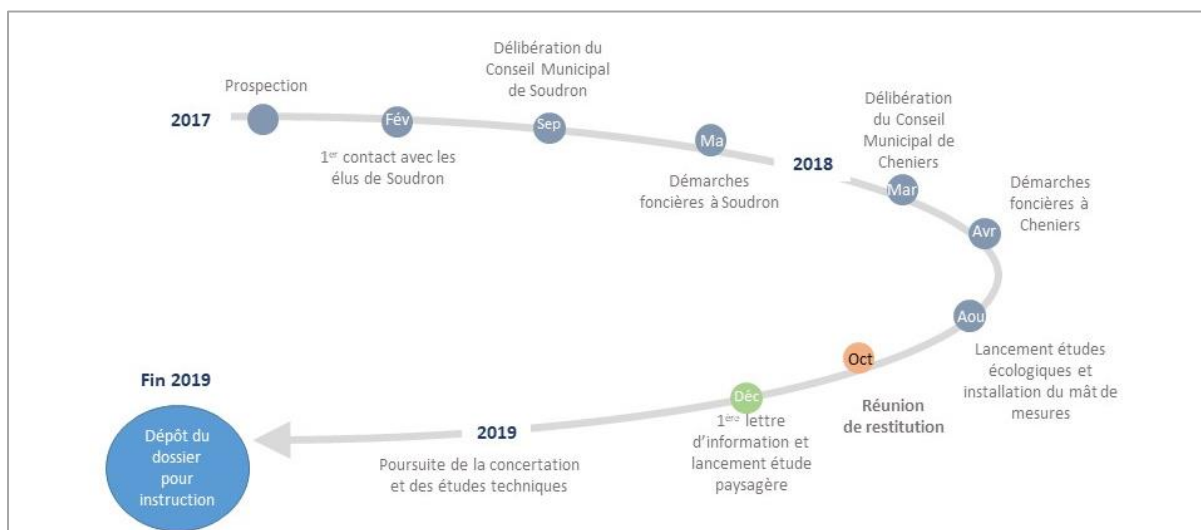 2017
Prospection
Fév
1er contact avec les
élus de Soudron
Délibération du
Conseil Municipal
de Soudron
Sep
Ma
Démarches
foncières à Soudron
2018
Délibération
du Conseil
Municipal de
Cheniers
Mar
Avr
Démarches
foncières à
Cheniers
Aou
Lancement études
écologiques et
installation du mât de
mesures
Oct
Réunion
de restitution
Déc
1ère lettre
d'information et
lancement étude
paysagère
2019
Poursuite de la concertation
et des études techniques
Fin 2019
Dépôt du
dossier
pour
instruction